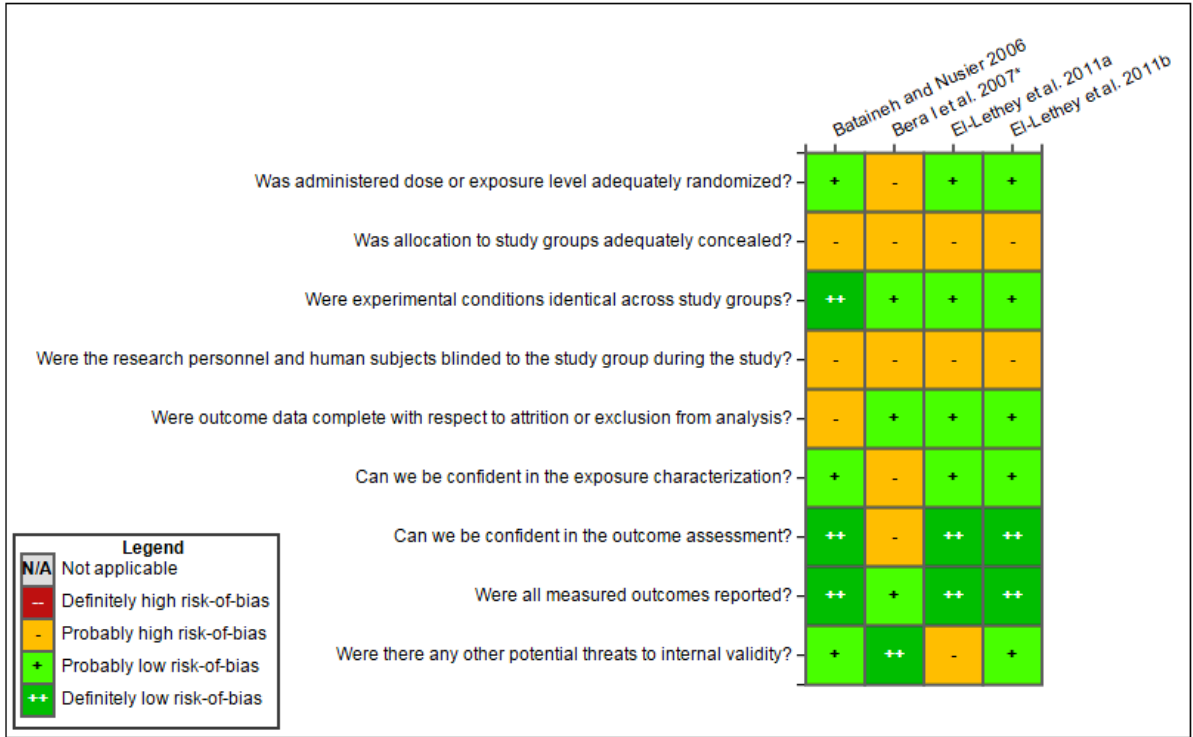 Bataineh and Nusier 2006
Bera l et al. 2007*
El-Lethey et al. 2011a
El-Lethey et al. 2011b
Was administered dose or exposure level adequately randomized? + - + +
Was allocation to study groups adequately concealed? - - - -
Were experimental conditions identical across study groups? ++ + + +
Were the research personnel and human subjects blinded to the study group during the study? - - - -
Were outcome data complete with respect to attrition or exclusion from analysis? - + + +
Can we be confident in the exposure characterization? + - + +
Can we be confident in the outcome assessment? ++ - ++ ++
Were all measured outcomes reported? ++ + ++ ++
Were there any other potential threats to internal validity? + ++ - +
Legend
N/A Not applicable
-- Definitely high risk-of-bias
- Probably high risk-of-bias
+ Probably low risk-of-bias
++ Definitely low risk-of-bias